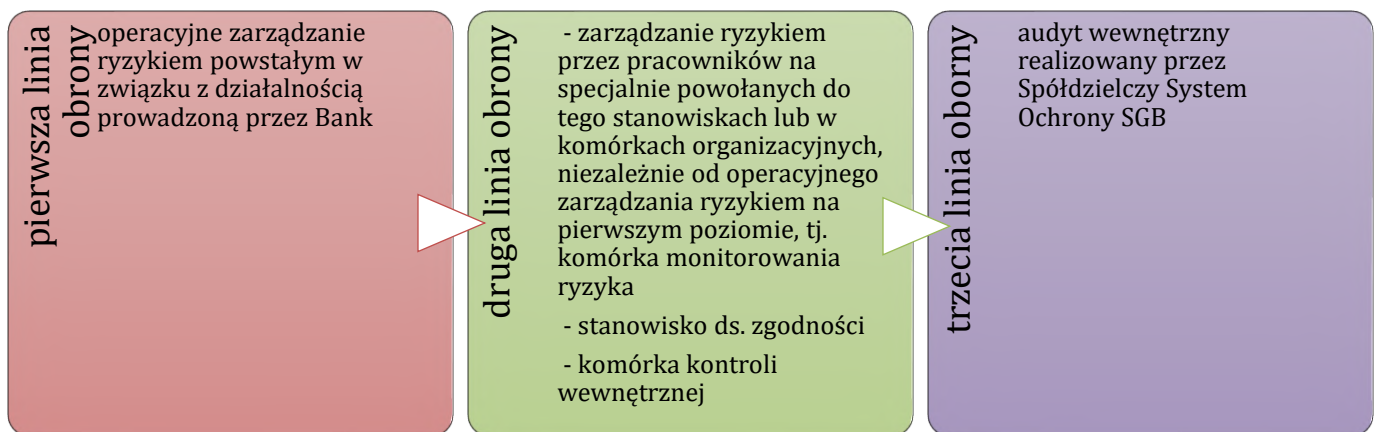 pierwsza linia
obrony
operacyjne zarządzanie
ryzykiem powstałym w
związku z działalnością
prowadzoną przez Bank
druga linia obrony
- zarządzanie ryzykiem
przez pracowników na
specjalnie powołanych do
tego stanowiskach lub w
komórkach organizacyjnych,
niezależnie od operacyjnego
zarządzania ryzykiem na
pierwszym poziomie, tj.
komórka monitorowania
ryzyka
- stanowisko ds. zgodności
- komórka kontroli
wewnętrznej
trzecia linia oborny
audyt wewnętrzny
realizowany przez
Spółdzielczy System
Ochrony SGB